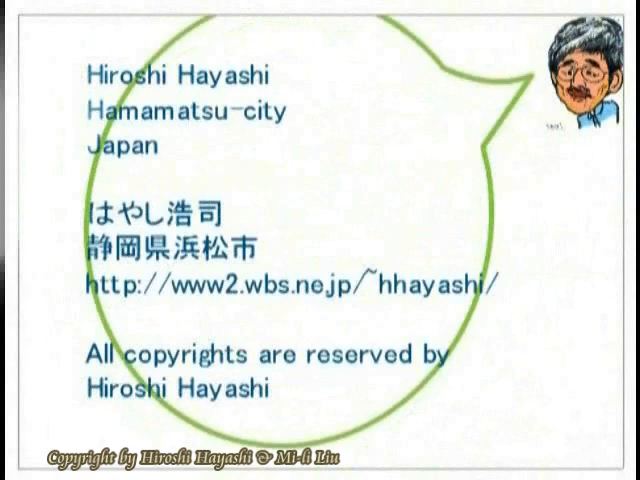 Hiroshi Hayashi
Hamamatsu-city
Japan
はやし浩司
静岡県浜松市
http://www2.wbs.ne.jp/~hhayashi/
All copyrights are reserved by
Hiroshi Hayashi
Copyright by Hiroshi Hayashi & Mi-li Liu